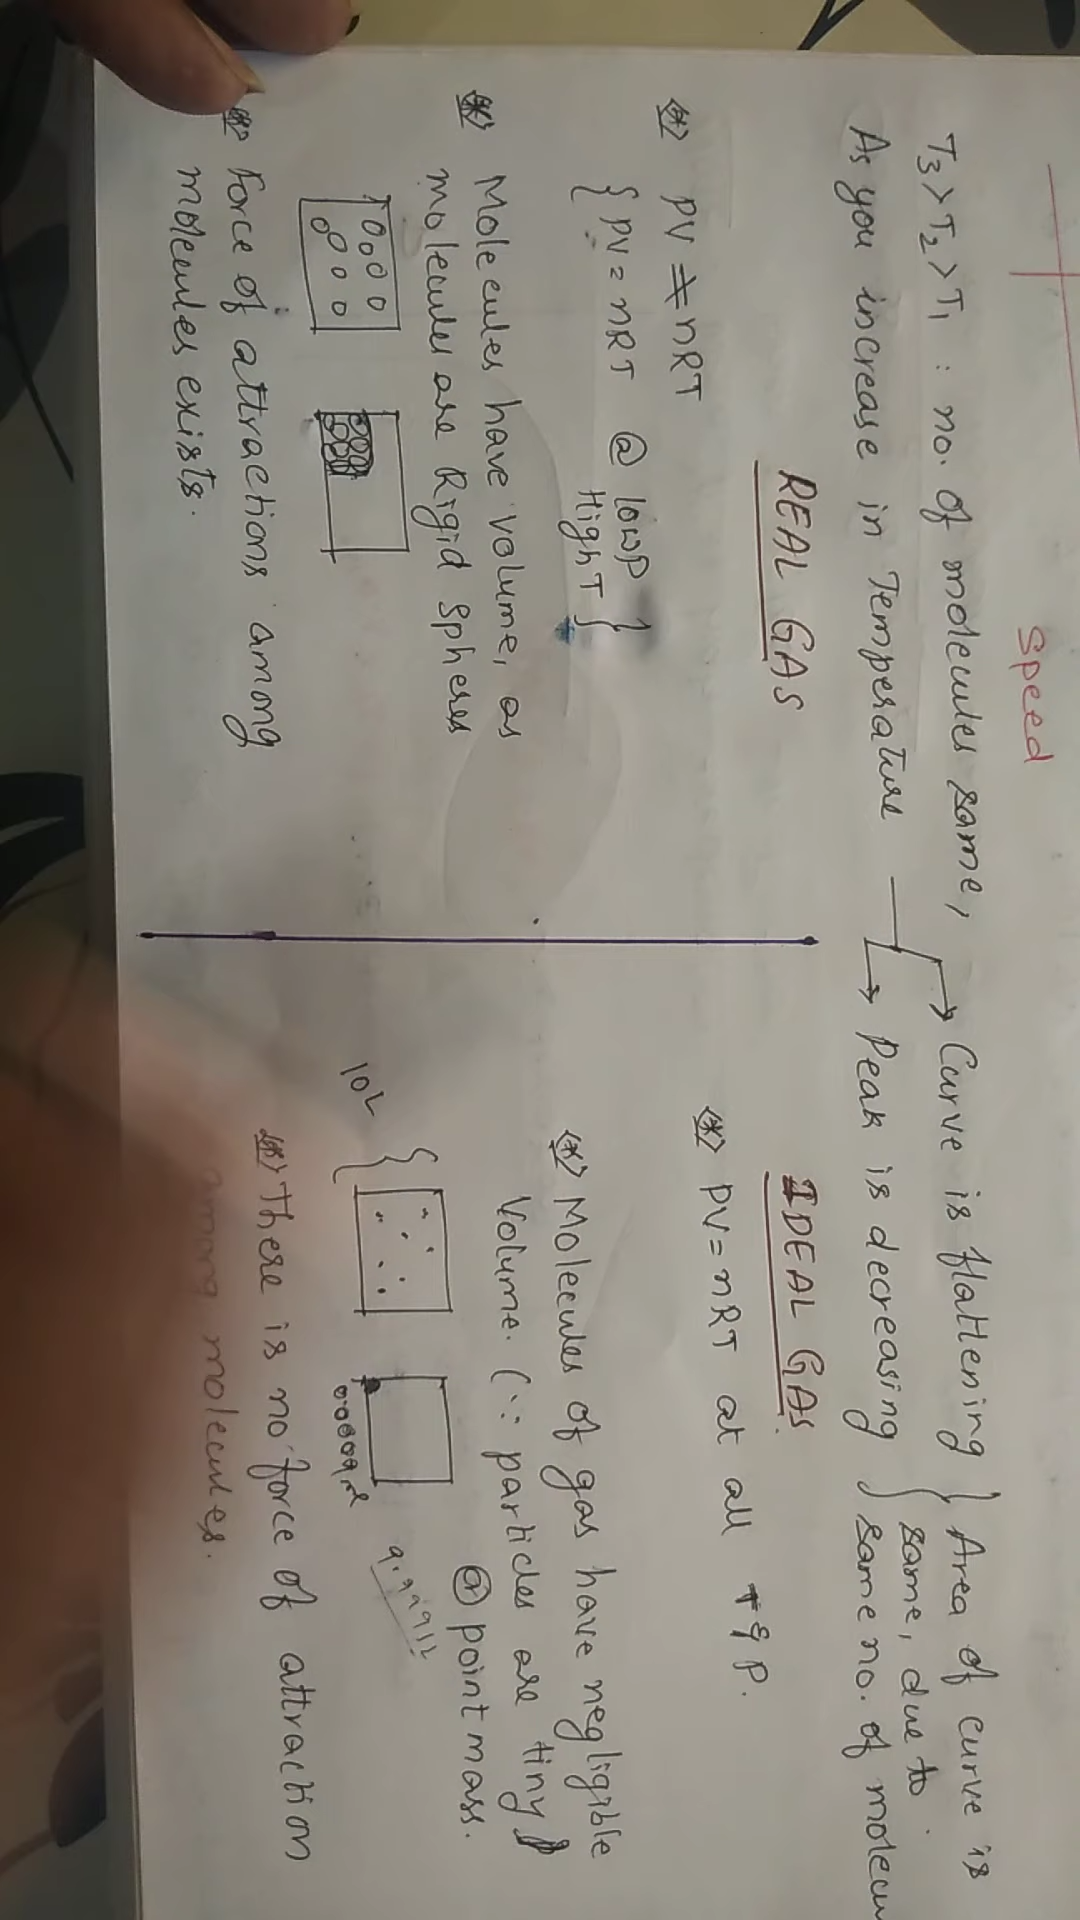 Speed
T3 > T2 > T1 : no. of molecules same,
As you increase in Temperature
→ Curve is flattening
→ Peak is decreasing
} Area of curve is
same, due to
same no. of molecu
REAL GAS
(*) PV ≠ nRT
{ PV = nRT @ low P
High T }
(*) Molecules have volume, as
molecules are Rigid Spheres
(*) Force of attractions among
molecules exists.
IDEAL GAS
(*) PV = nRT at all T & P.
(*) Molecules of gas have negligible
Volume. (∵ particles are tiny)
@ point mass.
10L {
9.9991L
(*) There is no force of attraction
among molecules.